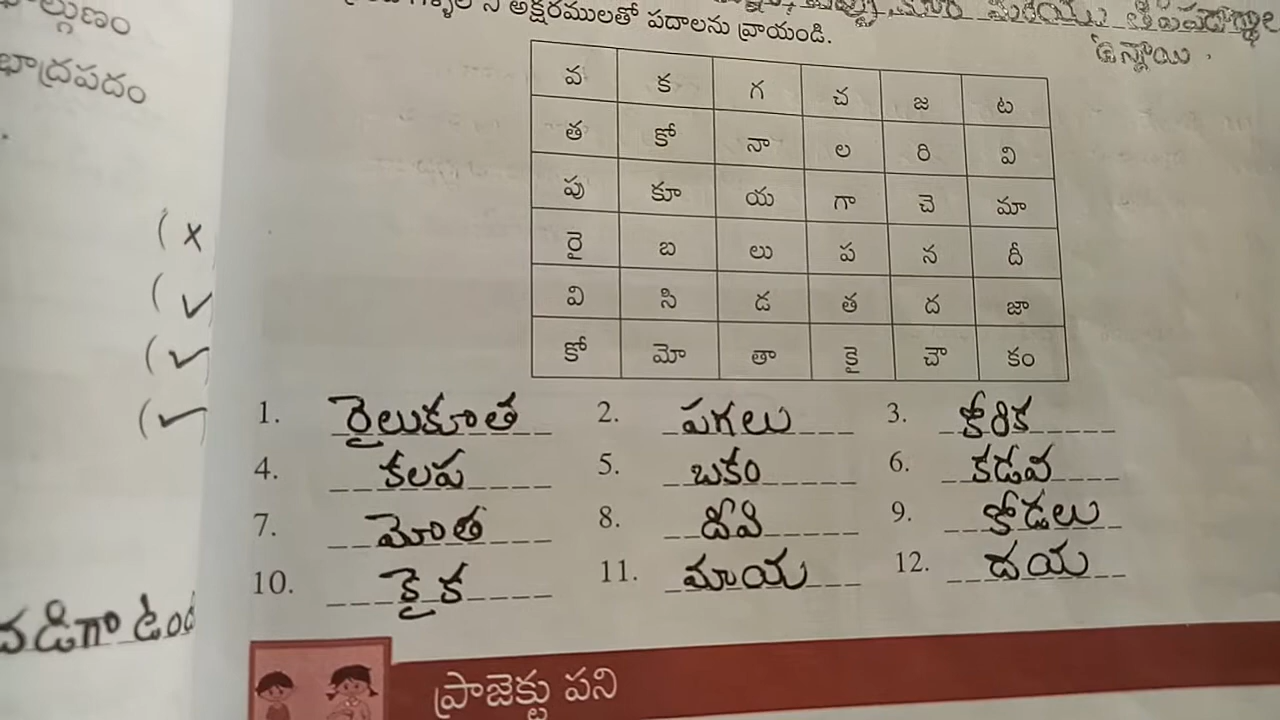 ల్గుణం
భాద్రపదం
అక్షరములతో పదాలను వ్రాయండి.
ఉన్నాయి.
వ క గ చ జ ట
త కో నా ల రి వి
పు కూ య గా చె మా
రై బ లు ప న దీ
వి సి డ త ద జా
కో మో తా కై చౌ కం
( x
( ✓
( ✓
( ✓
1. రైలుకూత 2. పగలు 3. కోరిక
4. కలప 5. బకం 6. కడవ
7. మోత 8. దీవి 9. కోడలు
10. కైక 11. మాయ 12. దయ
ప్రాజెక్టు పని